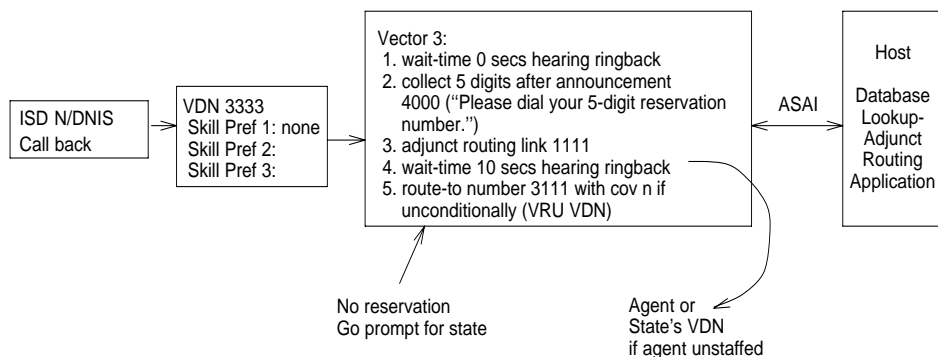 ISD N/DNIS
Call back
VDN 3333
Skill Pref 1: none
Skill Pref 2:
Skill Pref 3:
Vector 3:
1. wait-time 0 secs hearing ringback
2. collect 5 digits after announcement
4000 (“Please dial your 5-digit reservation
number.”)
3. adjunct routing link 1111
4. wait-time 10 secs hearing ringback
5. route-to number 3111 with cov n if
unconditionally (VRU VDN)
ASAI
Host
Database
Lookup-
Adjunct
Routing
Application
No reservation
Go prompt for state
Agent or
State's VDN
if agent unstaffed